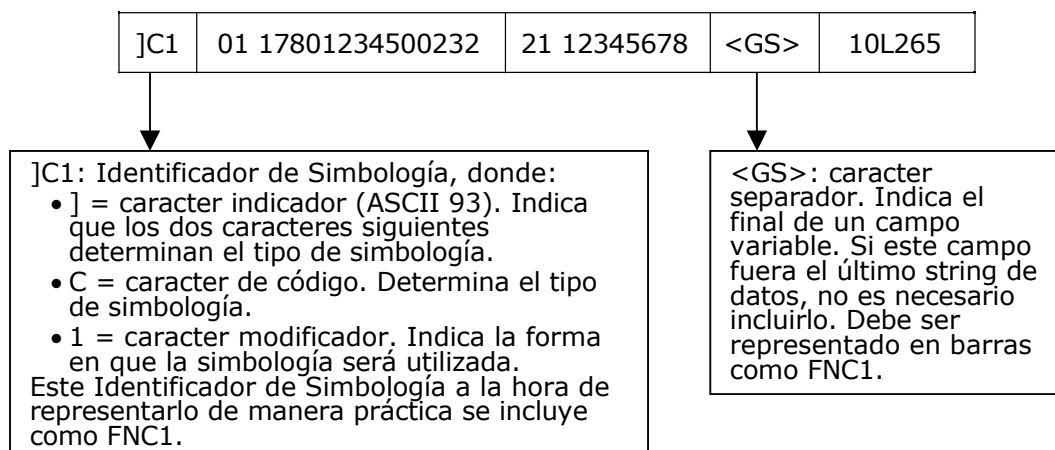 ]C1 01 17801234500232 21 12345678 <GS> 10L265
]C1: Identificador de Simbología, donde:
• ] = caracter indicador (ASCII 93). Indica
que los dos caracteres siguientes
determinan el tipo de simbología.
• C = caracter de código. Determina el tipo
de simbología.
• 1 = caracter modificador. Indica la forma
en que la simbología será utilizada.
Este Identificador de Simbología a la hora de
representarlo de manera práctica se incluye
como FNC1.
<GS>: caracter
separador. Indica el
final de un campo
variable. Si este campo
fuera el último string de
datos, no es necesario
incluirlo. Debe ser
representado en barras
como FNC1.